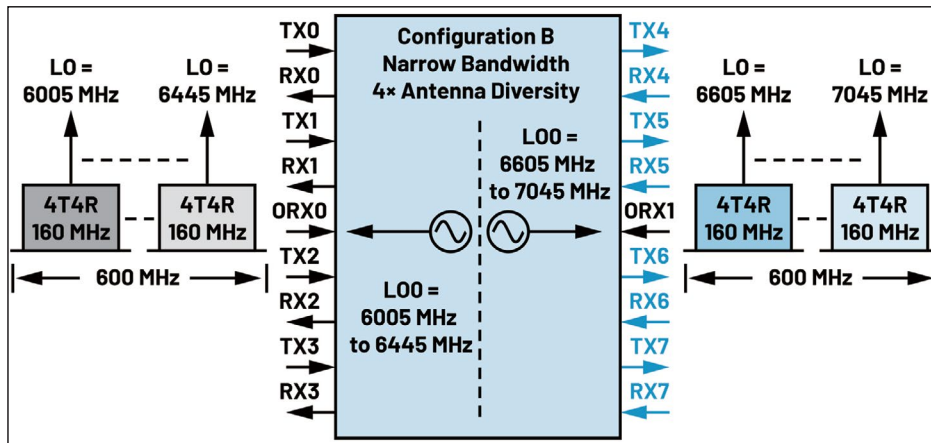 LO =
6005 MHz
LO =
6445 MHz
4T4R
160 MHz
4T4R
160 MHz
600 MHz
TX0
RX0
TX1
RX1
ORX0
TX2
RX2
TX3
RX3
Configuration B
Narrow Bandwidth
4× Antenna Diversity
LO0 =
6605 MHz
to 7045 MHz
LO0 =
6005 MHz
to 6445 MHz
TX4
RX4
TX5
RX5
ORX1
TX6
RX6
TX7
RX7
LO =
6605 MHz
LO =
7045 MHz
4T4R
160 MHz
4T4R
160 MHz
600 MHz